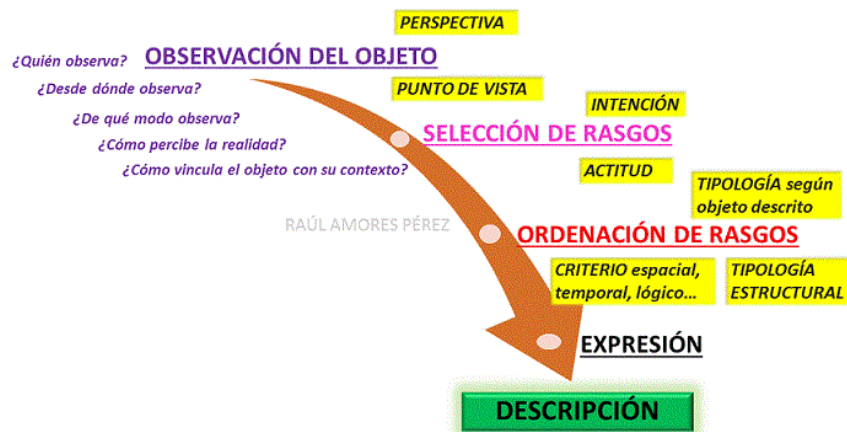 PERSPECTIVA
¿Quién observa? OBSERVACIÓN DEL OBJETO
¿Desde dónde observa?
PUNTO DE VISTA
INTENCIÓN
¿De qué modo observa?
SELECCIÓN DE RASGOS
¿Cómo percibe la realidad?
¿Cómo vincula el objeto con su contexto?
ACTITUD
TIPOLOGÍA según
objeto descrito
RAÚL AMORES PÉREZ
ORDENACIÓN DE RASGOS
CRITERIO espacial,
temporal, lógico...
TIPOLOGÍA
ESTRUCTURAL
EXPRESIÓN
DESCRIPCIÓN